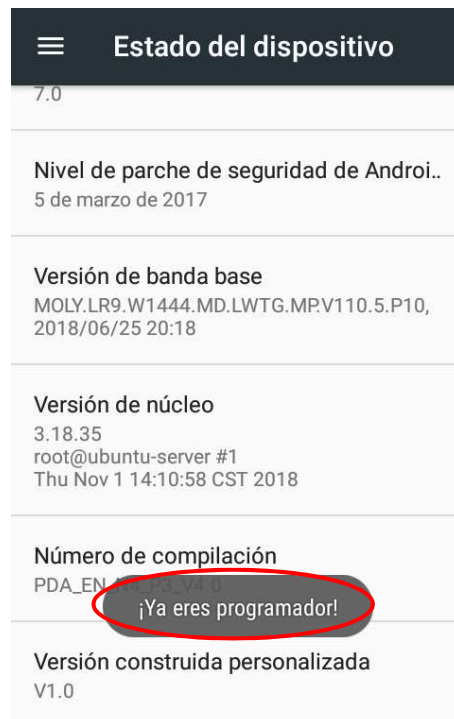 Estado del dispositivo
7.0
Nivel de parche de seguridad de Androi..
5 de marzo de 2017
Versión de banda base
MOLY.LR9.W1444.MD.LWTG.MP.V110.5.P10,
2018/06/25 20:18
Versión de núcleo
3.18.35
root@ubuntu-server #1
Thu Nov 1 14:10:58 CST 2018
Número de compilación
PDA_EN_N4_P3_V4.0
¡Ya eres programador!
Versión construida personalizada
V1.0